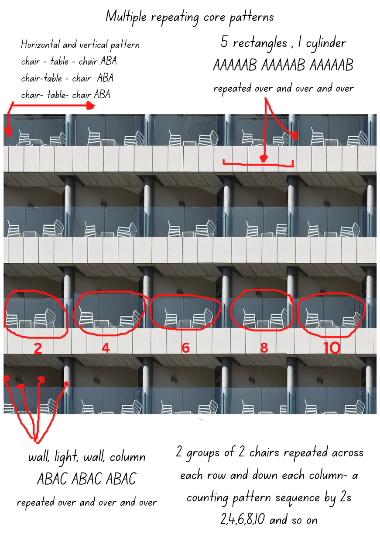 Multiple repeating core patterns
Horizontal and vertical pattern
chair - table - chair ABA
chair-table - chair ABA
chair- table- chair ABA
5 rectangles , 1 cylinder
AAAAAB AAAAAB AAAAAB
repeated over and over and over
2 4 6 8 10
wall, light, wall, column
ABAC ABAC ABAC
repeated over and over and over
2 groups of 2 chairs repeated across
each row and down each column- a
counting pattern sequence by 2s
2,4,6,8,10 and so on